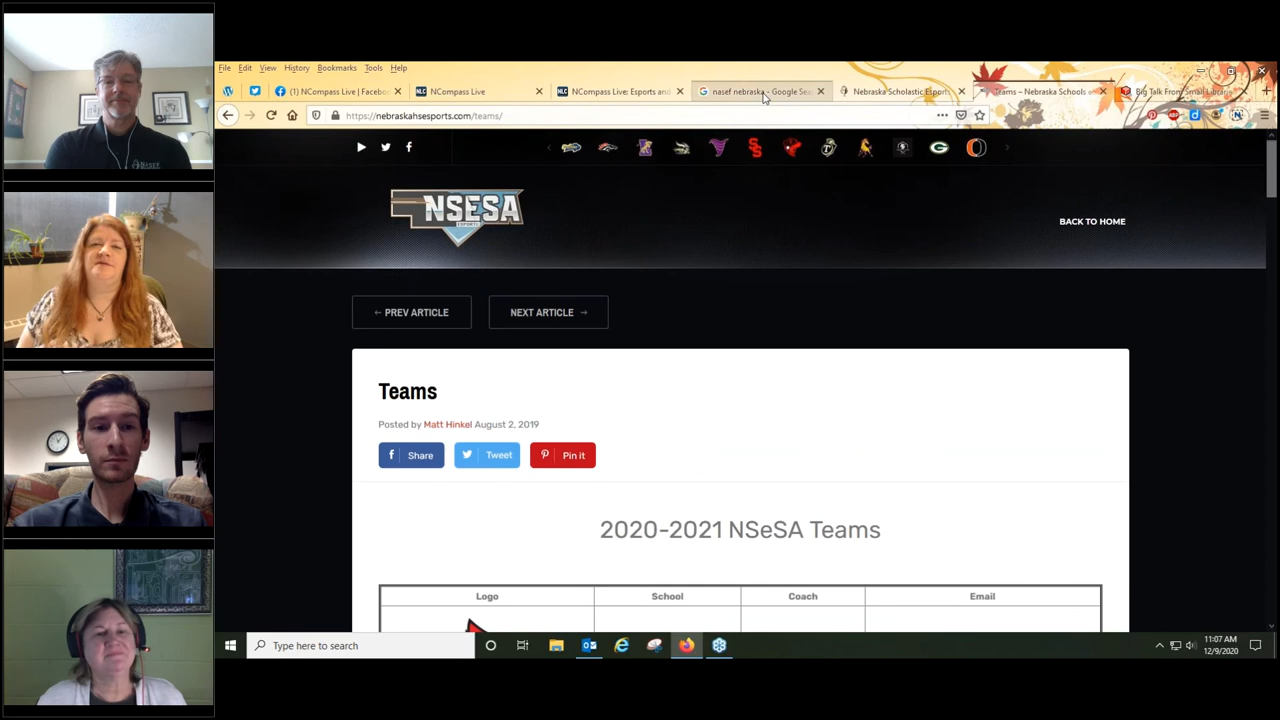 File Edit View History Bookmarks Tools Help
(1) NCompass Live | Facebo
NCompass Live
NCompass Live: Esports and
nasef nebraska - Google Sea
Nebraska Scholastic Esports
Teams – Nebraska Schools e
Big Talk From Small Librarie
https://nebraskahsesports.com/teams/
NSESA
ESPORTS
BACK TO HOME
← PREV ARTICLE
NEXT ARTICLE →
Teams
Posted by Matt Hinkel August 2, 2019
Share
Tweet
Pin it
2020-2021 NSeSA Teams
Logo School Coach Email
Type here to search
11:07 AM
12/9/2020